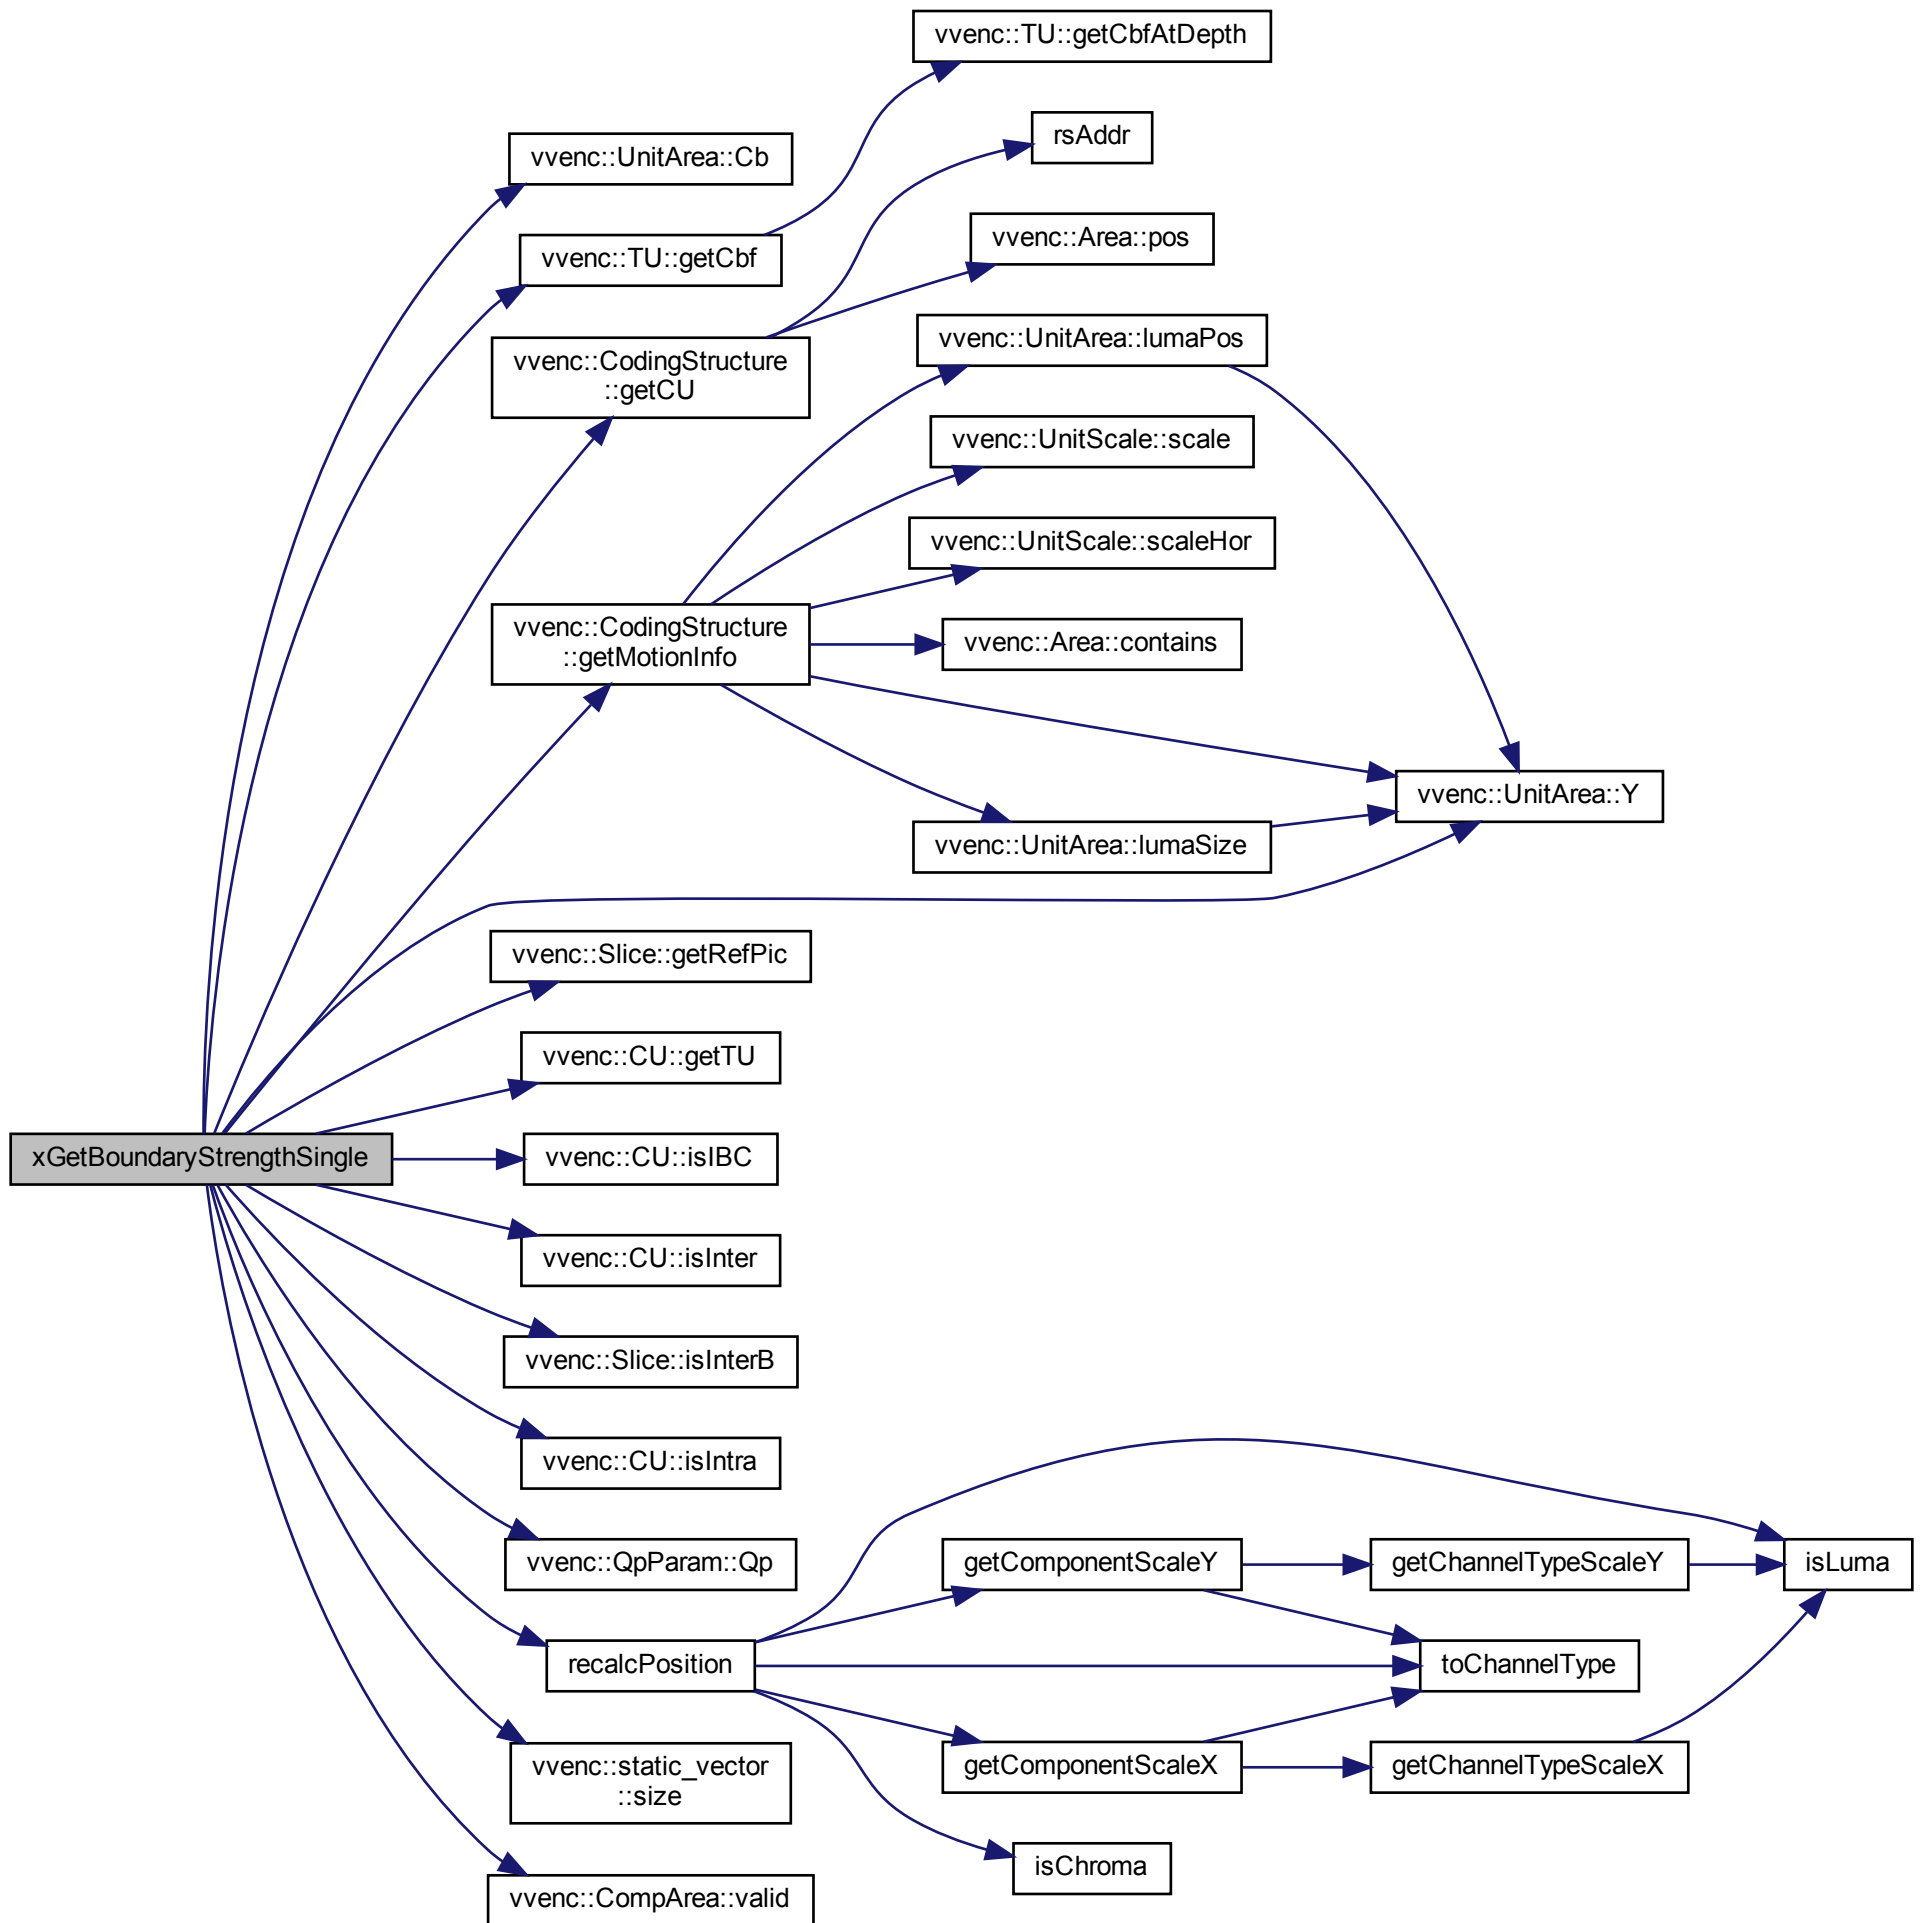 vvenc::TU::getCbfAtDepth
rsAddr
vvenc::UnitArea::Cb
vvenc::Area::pos
vvenc::TU::getCbf
vvenc::UnitArea::lumaPos
vvenc::CodingStructure
::getCU
vvenc::UnitScale::scale
vvenc::UnitScale::scaleHor
vvenc::CodingStructure
::getMotionInfo
vvenc::Area::contains
vvenc::UnitArea::Y
vvenc::UnitArea::lumaSize
vvenc::Slice::getRefPic
vvenc::CU::getTU
xGetBoundaryStrengthSingle
vvenc::CU::isIBC
vvenc::CU::isInter
vvenc::Slice::isInterB
vvenc::CU::isIntra
vvenc::QpParam::Qp
getComponentScaleY
getChannelTypeScaleY
isLuma
recalcPosition
toChannelType
vvenc::static_vector
::size
getComponentScaleX
getChannelTypeScaleX
isChroma
vvenc::CompArea::valid